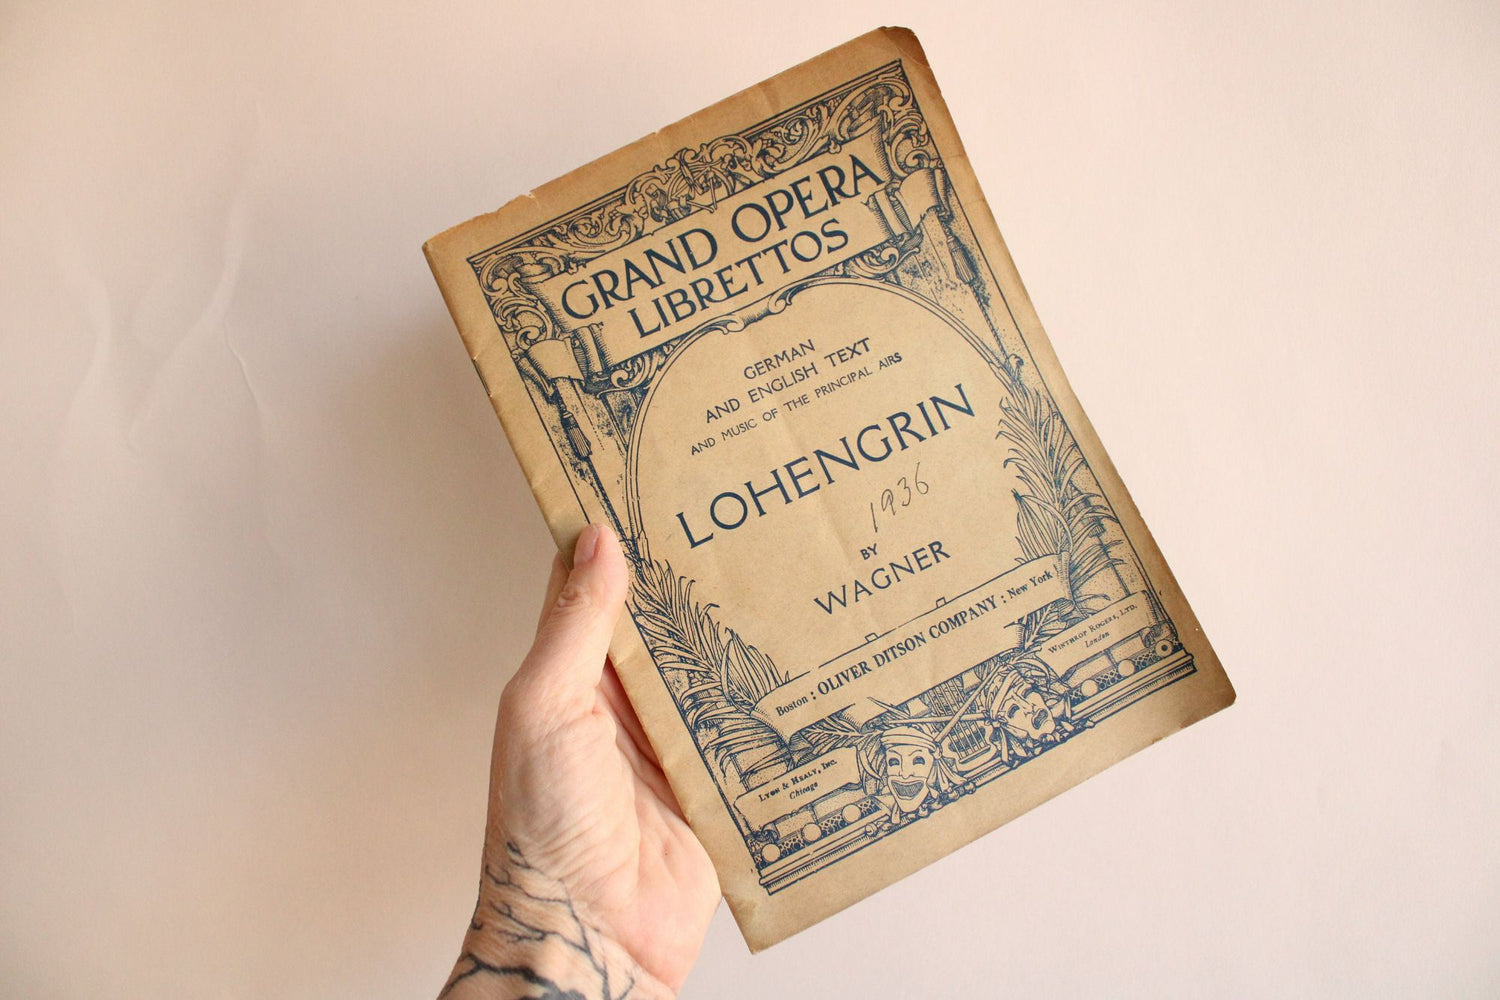 GRAND OPERA
LIBRETTOS
GERMAN
AND ENGLISH TEXT
AND MUSIC OF THE PRINCIPAL AIRS
LOHENGRIN
1936
BY
WAGNER
Boston : OLIVER DITSON COMPANY : New York
WINTHROP ROGERS, LTD.
London
LYON & HEALY, INC.
Chicago